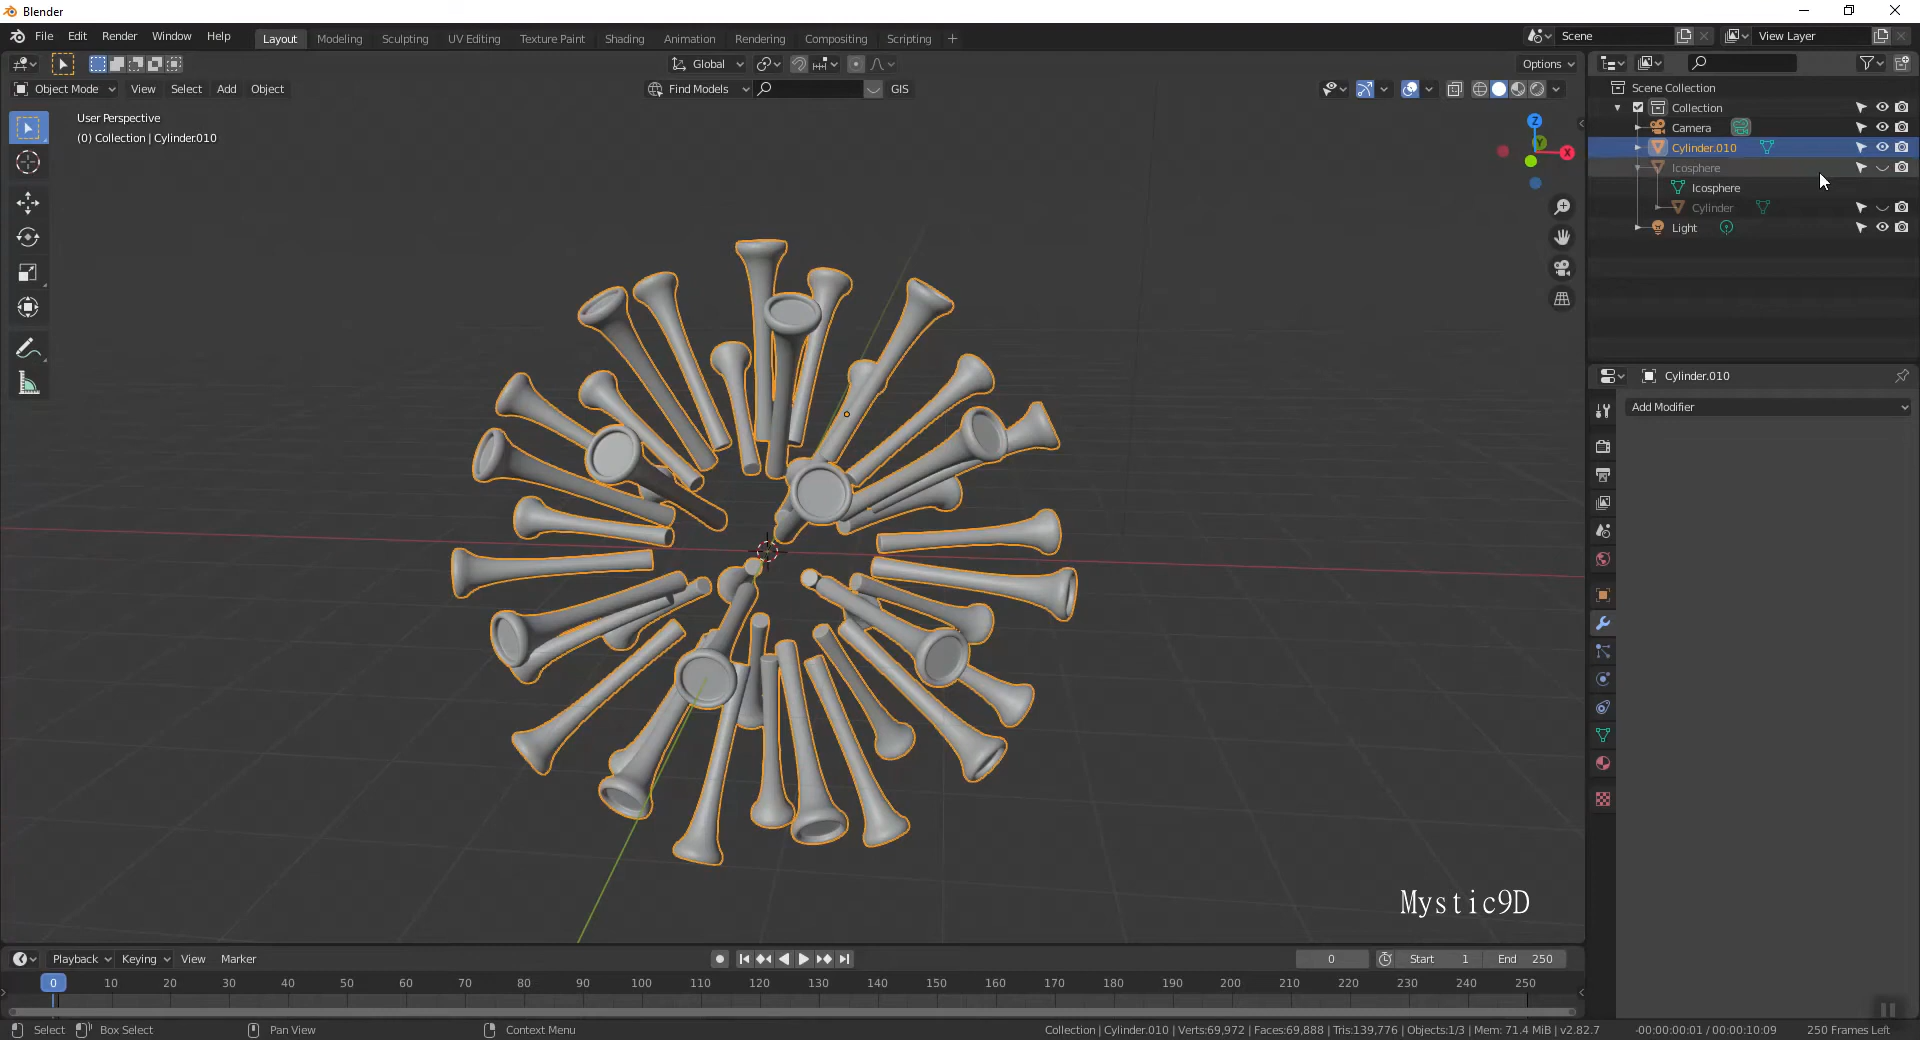 Blender
File Edit Render Window Help
Layout Modeling Sculpting UV Editing Texture Paint Shading Animation Rendering Compositing Scripting
Scene View Layer
Global Options
Object Mode View Select Add Object Find Models GIS
User Perspective
(0) Collection | Cylinder.010
Z
Y
X
Scene Collection
Collection
Camera
Cylinder.010
Icosphere
Icosphere
Cylinder
Light
Cylinder.010
Add Modifier
Mystic9D
Playback Keying View Marker
0 Start 1 End 250
0 10 20 30 40 50 60 70 80 90 100 110 120 130 140 150 160 170 180 190 200 210 220 230 240 250
Select Box Select Pan View Context Menu
Collection | Cylinder.010 | Verts:69,972 | Faces:69,888 | Tris:139,776 | Objects:1/3 | Mem: 71.4 MiB | v2.82.7 -00:00:00:01 / 00:00:10:09 250 Frames Left